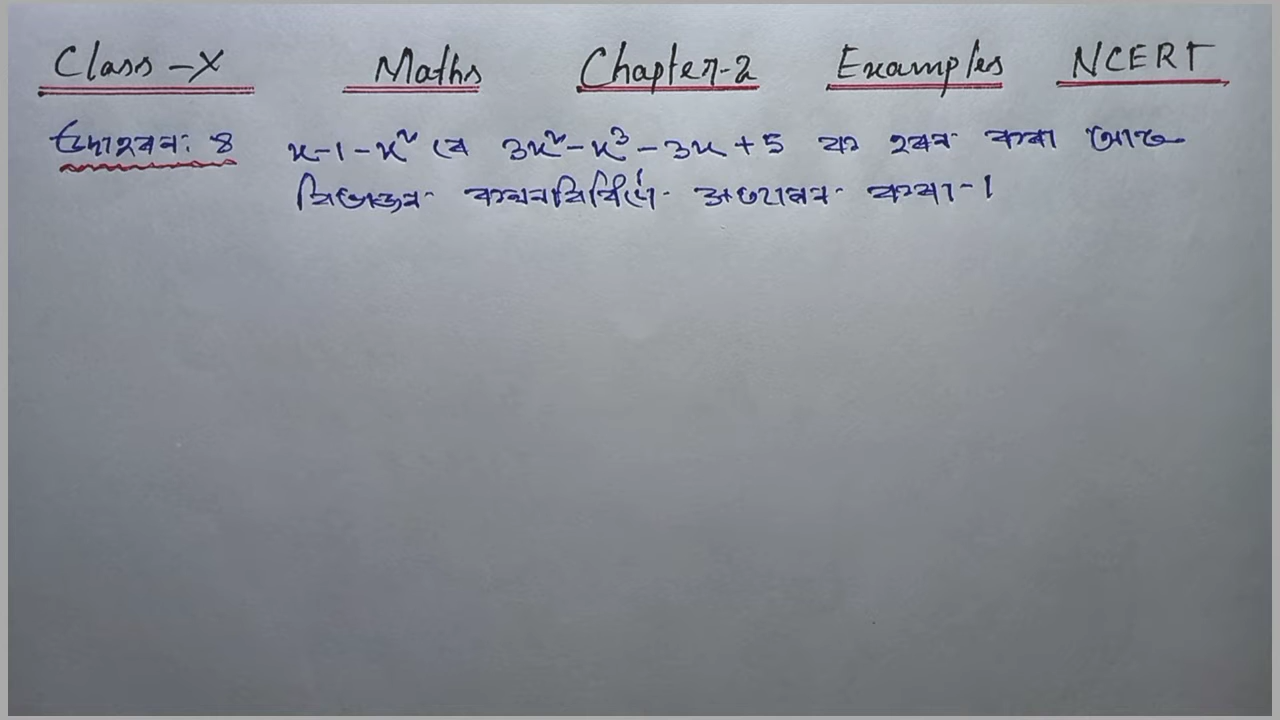 Class-X Maths Chapter-2 Examples NCERT
উদাহৰণ: 8 x-1-x² ৰে 3x²-x³-3x+5 ক হৰণ কৰা আৰু
বিভাজন কলনবিধিটো সত্যাপন কৰা-।